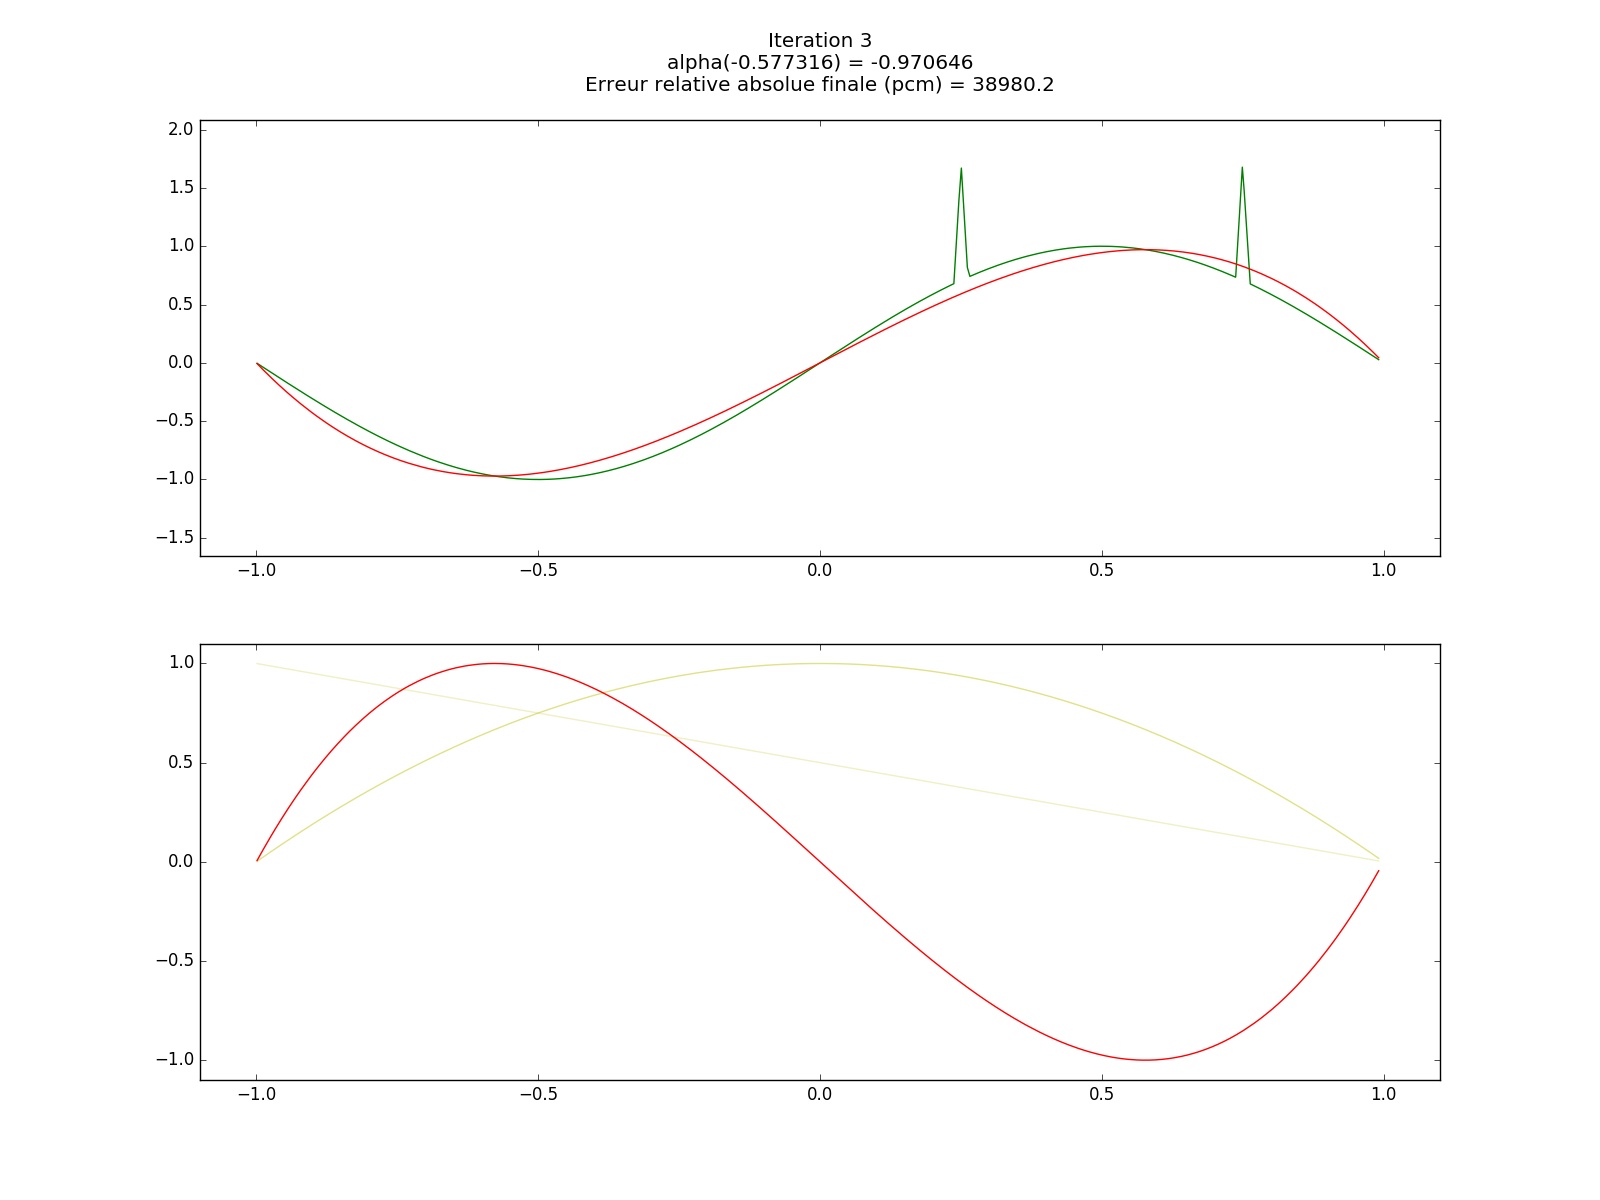 Iteration 3
alpha(-0.577316) = -0.970646
Erreur relative absolue finale (pcm) = 38980.2
2.0
1.5
1.0
0.5
0.0
−0.5
−1.0
−1.5
−1.0 −0.5 0.0 0.5 1.0
1.0
0.5
0.0
−0.5
−1.0
−1.0 −0.5 0.0 0.5 1.0